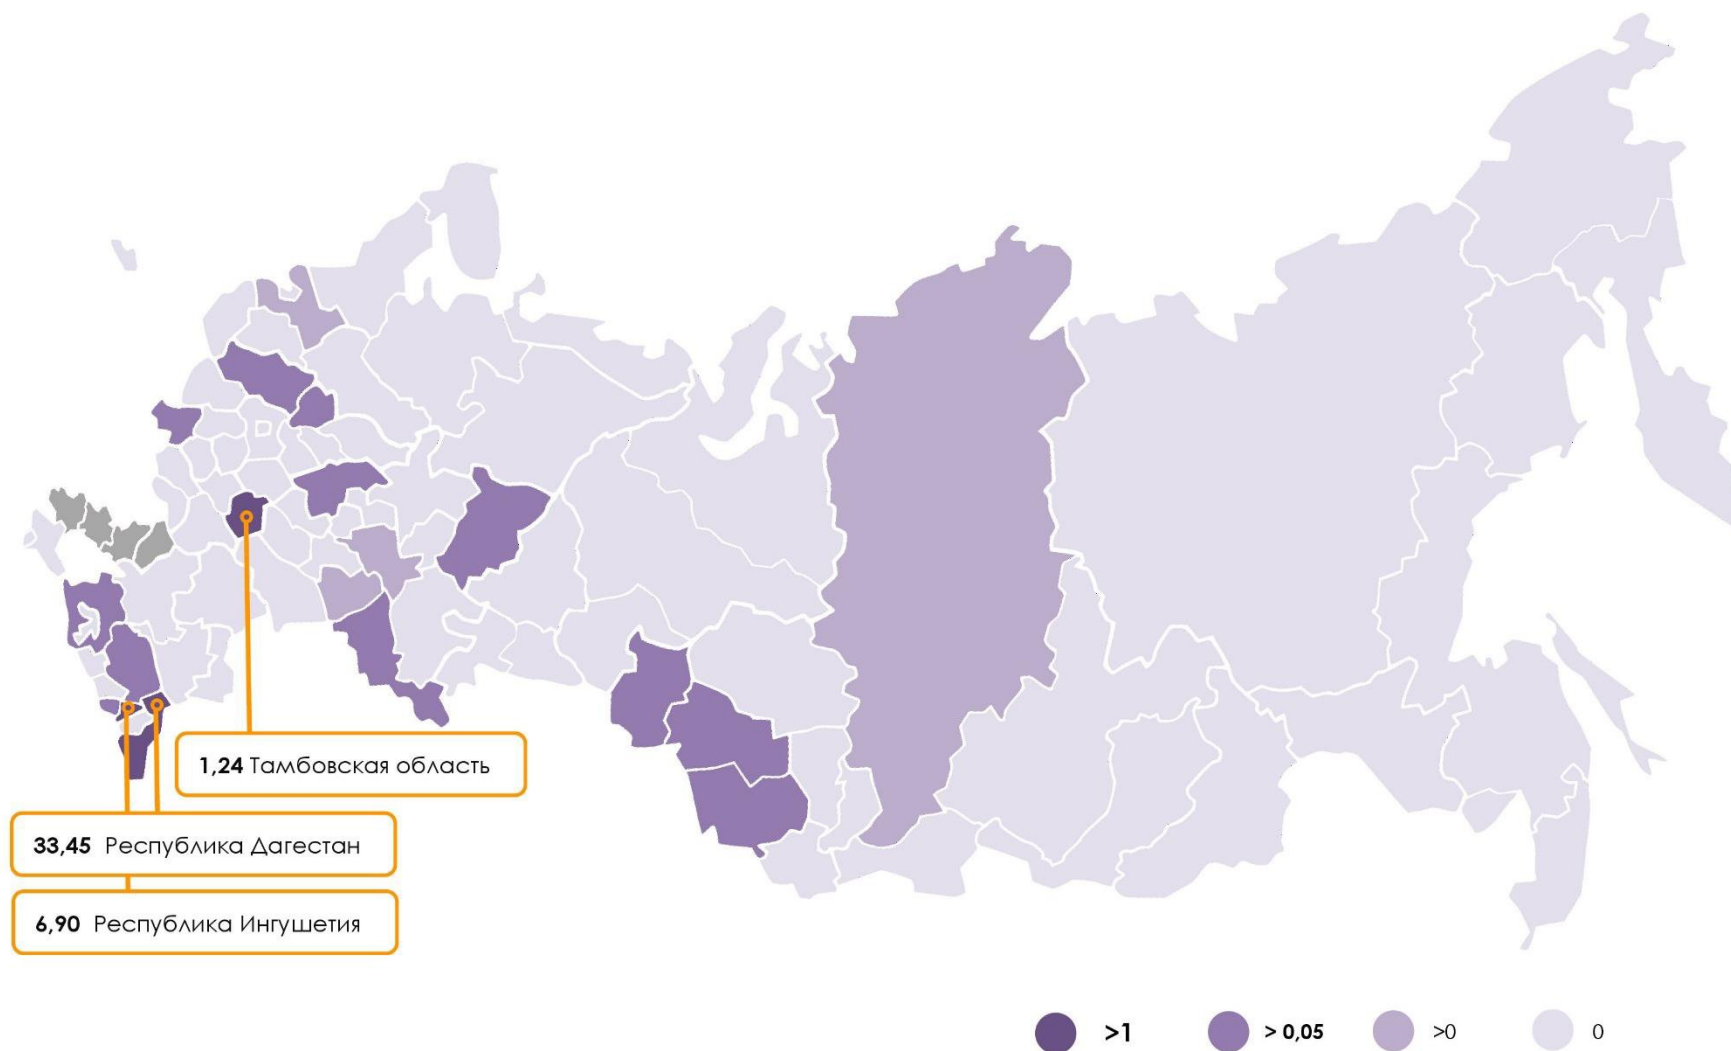 1,24 Тамбовская область
33,45 Республика Дагестан
6,90 Республика Ингушетия
>1 > 0,05 >0 0